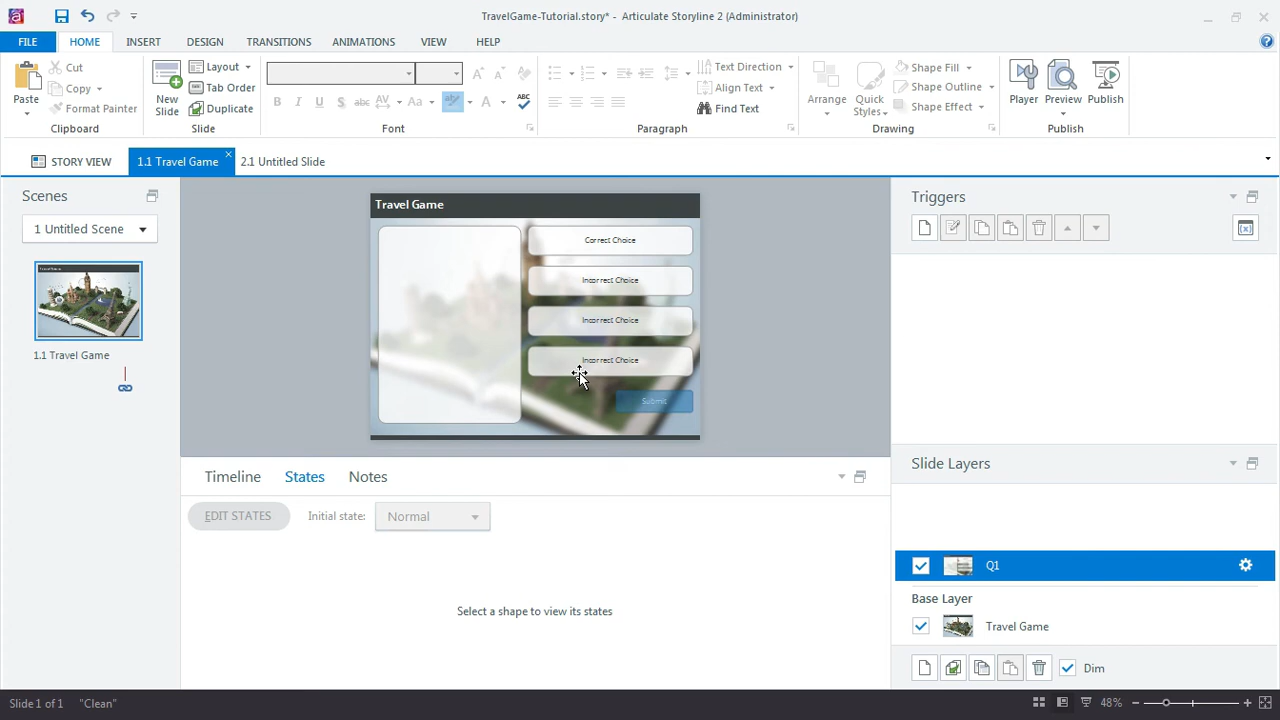 TravelGame-Tutorial.story* - Articulate Storyline 2 (Administrator)
FILE HOME INSERT DESIGN TRANSITIONS ANIMATIONS VIEW HELP
Paste
Cut
Copy
Format Painter
Clipboard
New Slide
Layout
Tab Order
Duplicate
Slide
B I U S abc AV Aa A
Font
Text Direction
Align Text
Find Text
Paragraph
Arrange
Quick Styles
Shape Fill
Shape Outline
Shape Effect
Drawing
Player
Preview
Publish
Publish
STORY VIEW
1.1 Travel Game
2.1 Untitled Slide
Scenes
1 Untitled Scene
1.1 Travel Game
Travel Game
Correct Choice
Incorrect Choice
Incorrect Choice
Incorrect Choice
Submit
Timeline States Notes
EDIT STATES
Initial state: Normal
Select a shape to view its states
Triggers
Slide Layers
Q1
Base Layer
Travel Game
Dim
Slide 1 of 1 "Clean"
48%